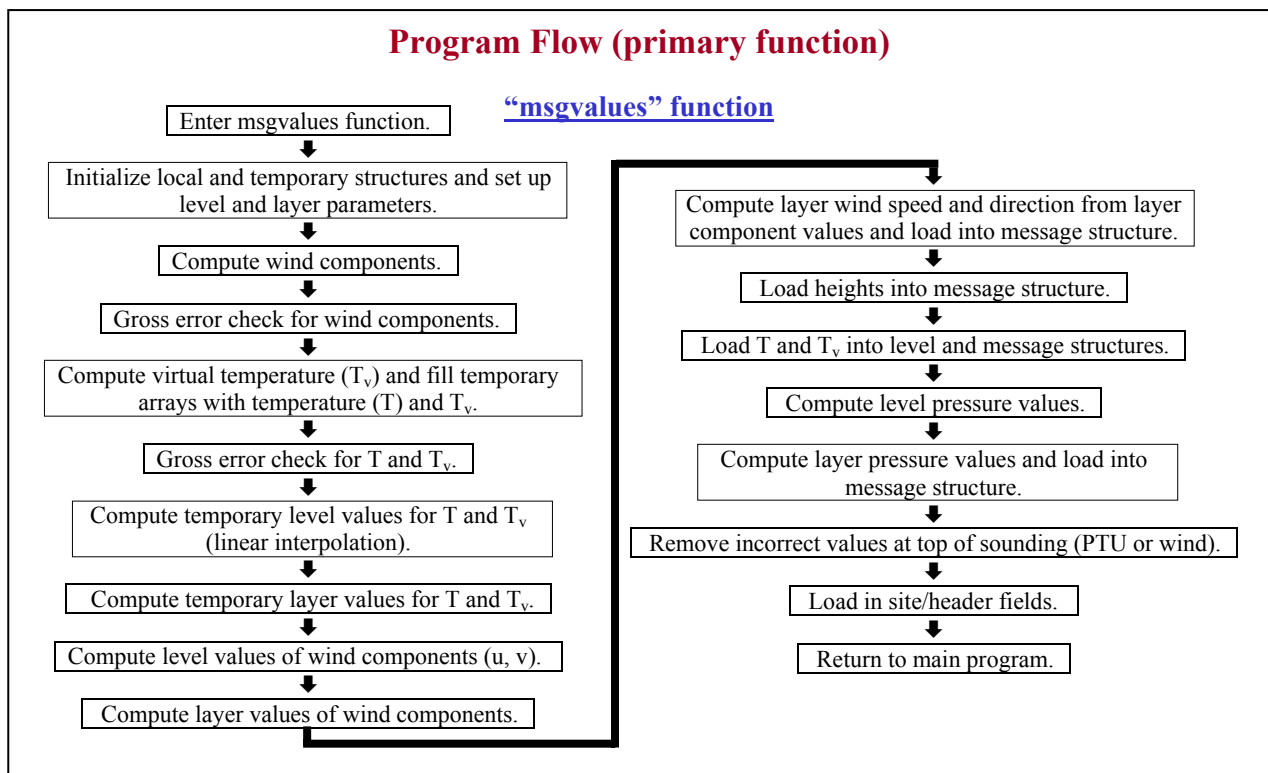 Program Flow (primary function)
“msgvalues” function
Enter msgvalues function.
Initialize local and temporary structures and set up
level and layer parameters.
Compute wind components.
Gross error check for wind components.
Compute virtual temperature (Tv) and fill temporary
arrays with temperature (T) and Tv.
Gross error check for T and Tv.
Compute temporary level values for T and Tv
(linear interpolation).
Compute temporary layer values for T and Tv.
Compute level values of wind components (u, v).
Compute layer values of wind components.
Compute layer wind speed and direction from layer
component values and load into message structure.
Load heights into message structure.
Load T and Tv into level and message structures.
Compute level pressure values.
Compute layer pressure values and load into
message structure.
Remove incorrect values at top of sounding (PTU or wind).
Load in site/header fields.
Return to main program.